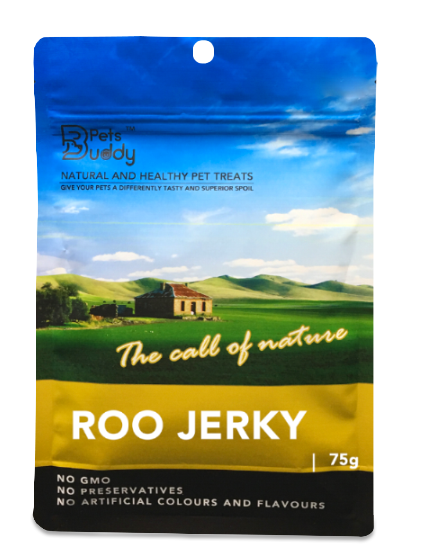 Pets™
Buddy
NATURAL AND HEALTHY PET TREATS
GIVE YOUR PETS A DIFFERENTLY TASTY AND SUPERIOR SPOIL
The call of nature
ROO JERKY
75g
NO GMO
NO PRESERVATIVES
NO ARTIFICIAL COLOURS AND FLAVOURS